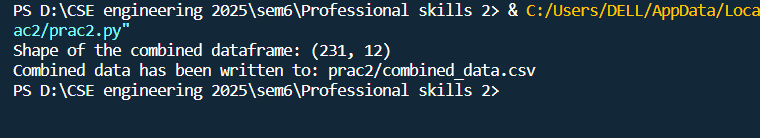 PS D:\CSE engineering 2025\sem6\Professional skills 2> & C:/Users/DELL/AppData/Loca
ac2/prac2.py"
Shape of the combined dataframe: (231, 12)
Combined data has been written to: prac2/combined_data.csv
PS D:\CSE engineering 2025\sem6\Professional skills 2>